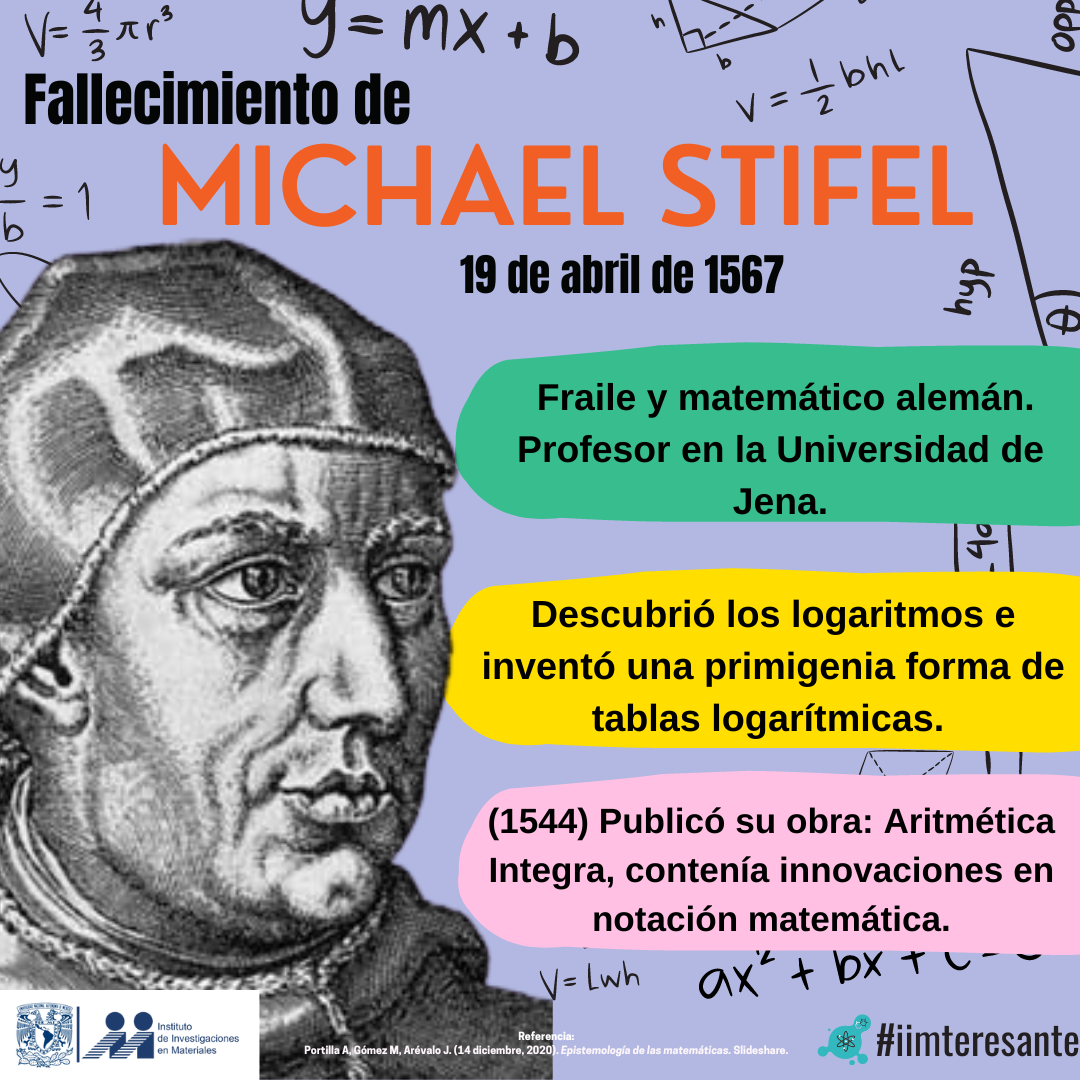 V= 4/3 πr³
y= mx + b
h
b
V = 1/2 bhl
opp
Fallecimiento de
MICHAEL STIFEL
y/b = 1
19 de abril de 1567
hyp
θ
Fraile y matemático alemán.
Profesor en la Universidad de
Jena.
Descubrió los logaritmos e
inventó una primigenia forma de
tablas logarítmicas.
(1544) Publicó su obra: Aritmética
Integra, contenía innovaciones en
notación matemática.
V= Lwh
ax² + bx +
Instituto
de Investigaciones
en Materiales
Referencia:
Portilla A, Gómez M, Arévalo J. (14 diciembre, 2020). Epistemología de las matemáticas. Slideshare.
#iimteresante